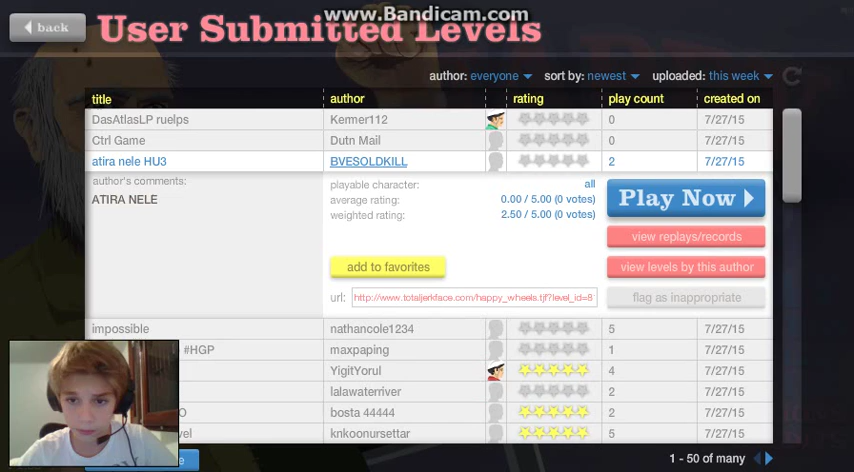 www.Bandicam.com
back
User Submitted Levels
author: everyone sort by: newest uploaded: this week
title author rating play count created on
DasAtlasLP ruelps Kermer112 0 7/27/15
Ctrl Game Dutn Mail 0 7/27/15
atira nele HU3 BVESOLDKILL 2 7/27/15
author's comments:
ATIRA NELE
playable character: all
average rating: 0.00 / 5.00 (0 votes)
weighted rating: 2.50 / 5.00 (0 votes)
add to favorites
url: http://www.totaljerkface.com/happy_wheels.tjf?level_id=8
Play Now
view replays/records
view levels by this author
flag as inappropriate
impossible nathancole1234 5 7/27/15
#HGP maxpaping 1 7/27/15
YigitYorul 4 7/27/15
lalawaterriver 2 7/27/15
bosta 44444 2 7/27/15
knkoonursettar 5 7/27/15
1 - 50 of many